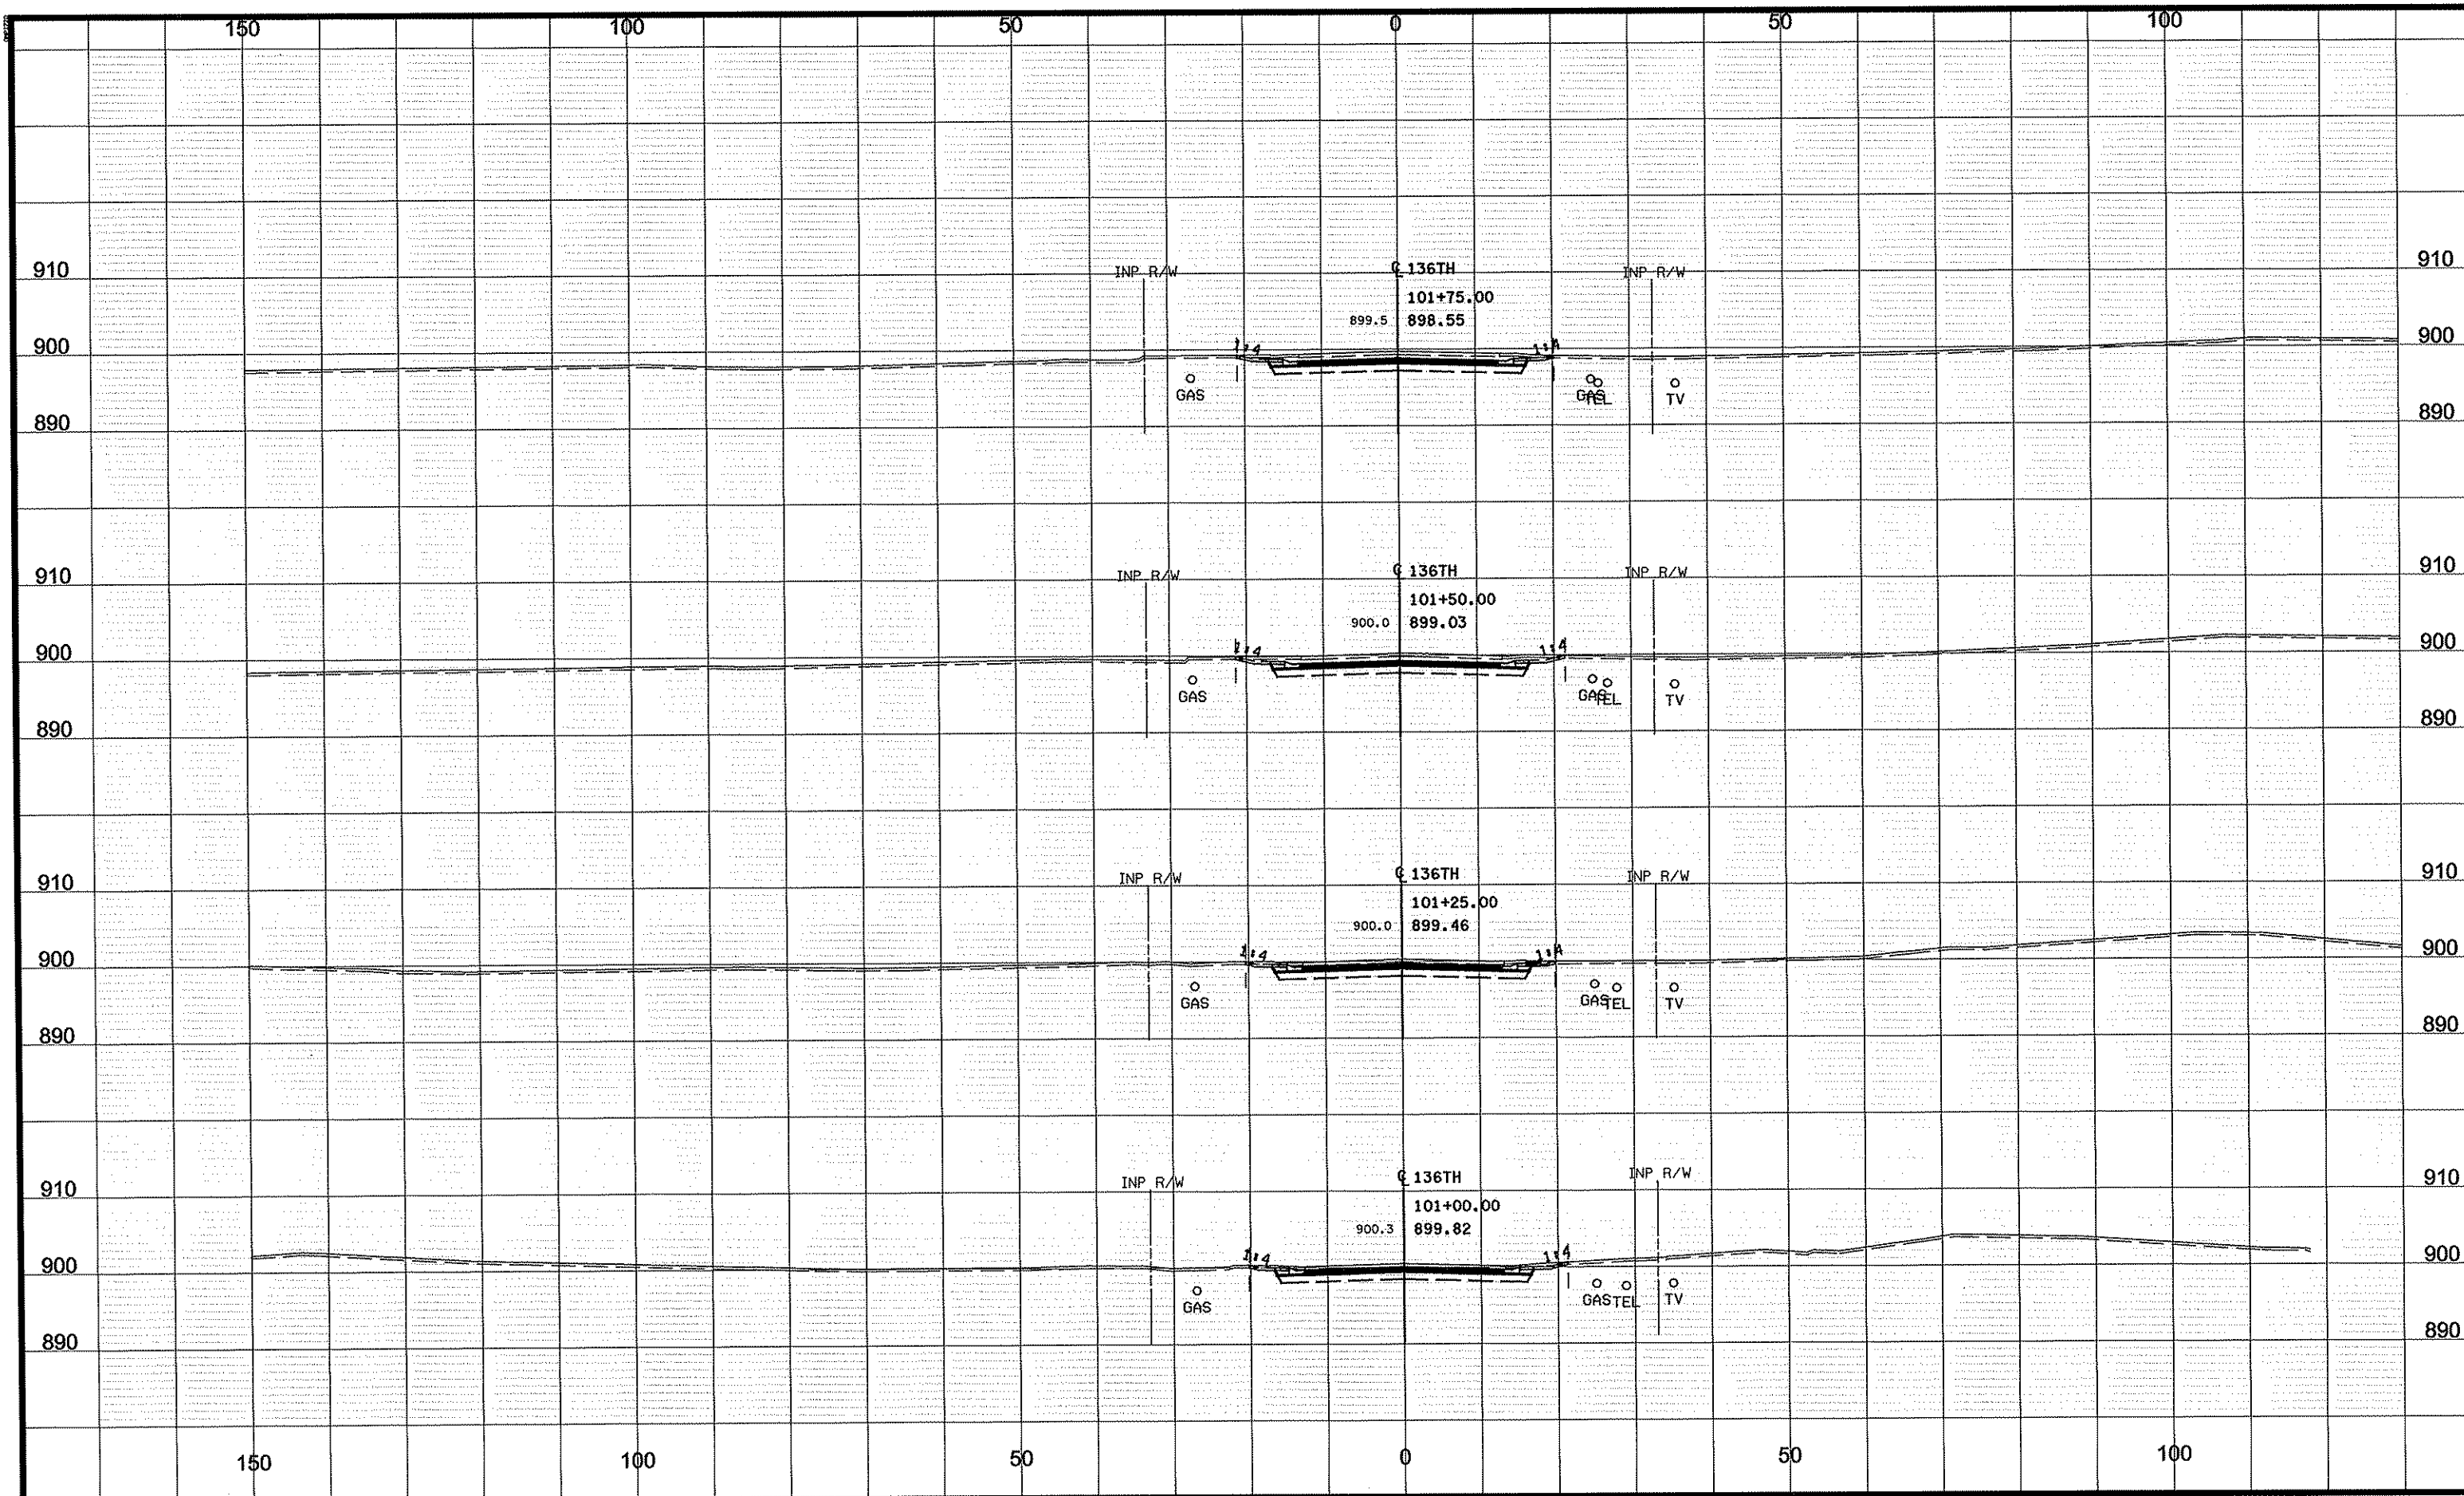 150 100 50 0 50 100
INP R/W ℄ 136TH INP R/W
910 910
101+75.00
899.5 898.55
900 1:4 1:4 900
GAS GAS TEL TV
890 890
INP R/W ℄ 136TH INP R/W
910 910
101+50.00
900.0 899.03
900 1:4 1:4 900
GAS GAS TEL TV
890 890
INP R/W ℄ 136TH INP R/W
910 910
101+25.00
900.0 899.46
900 1:4 1:4 900
GAS GAS TEL TV
890 890
INP R/W ℄ 136TH INP R/W
910 910
101+00.00
900.3 899.82
900 1:4 1:4 900
GAS GAS TEL TV
890 890
150 100 50 0 50 100